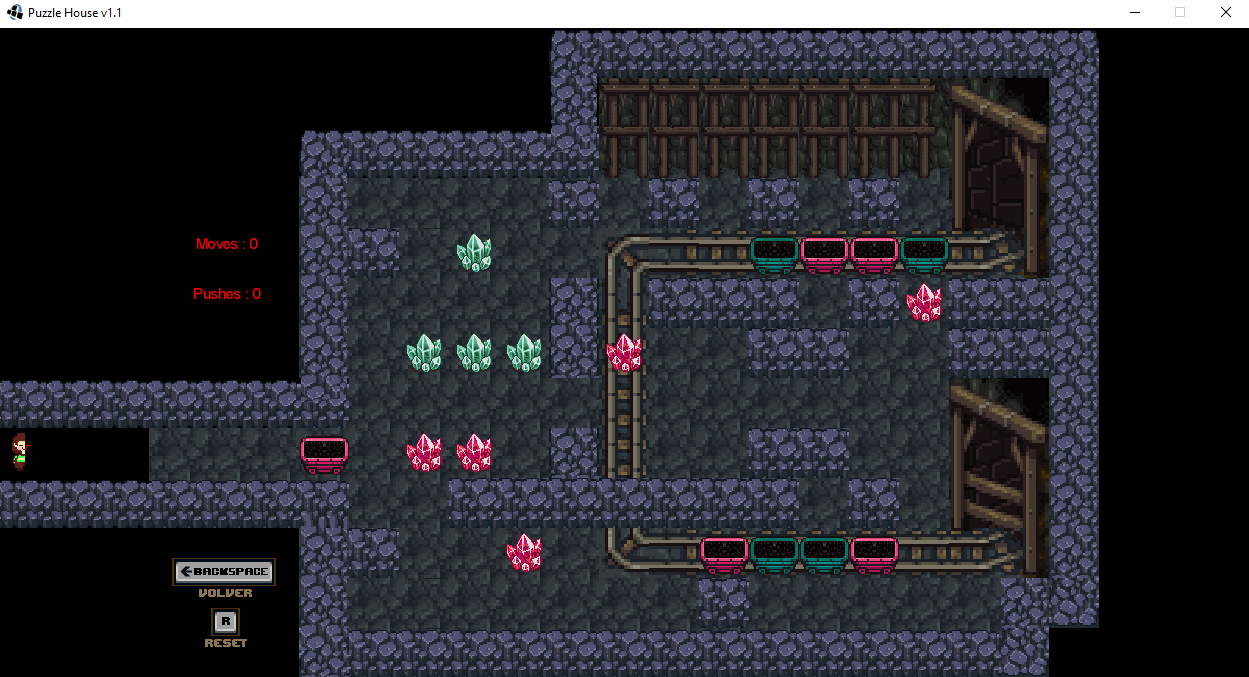 Puzzle House v1.1
Moves : 0
Pushes : 0
BACKSPACE
VOLVER
R
RESET